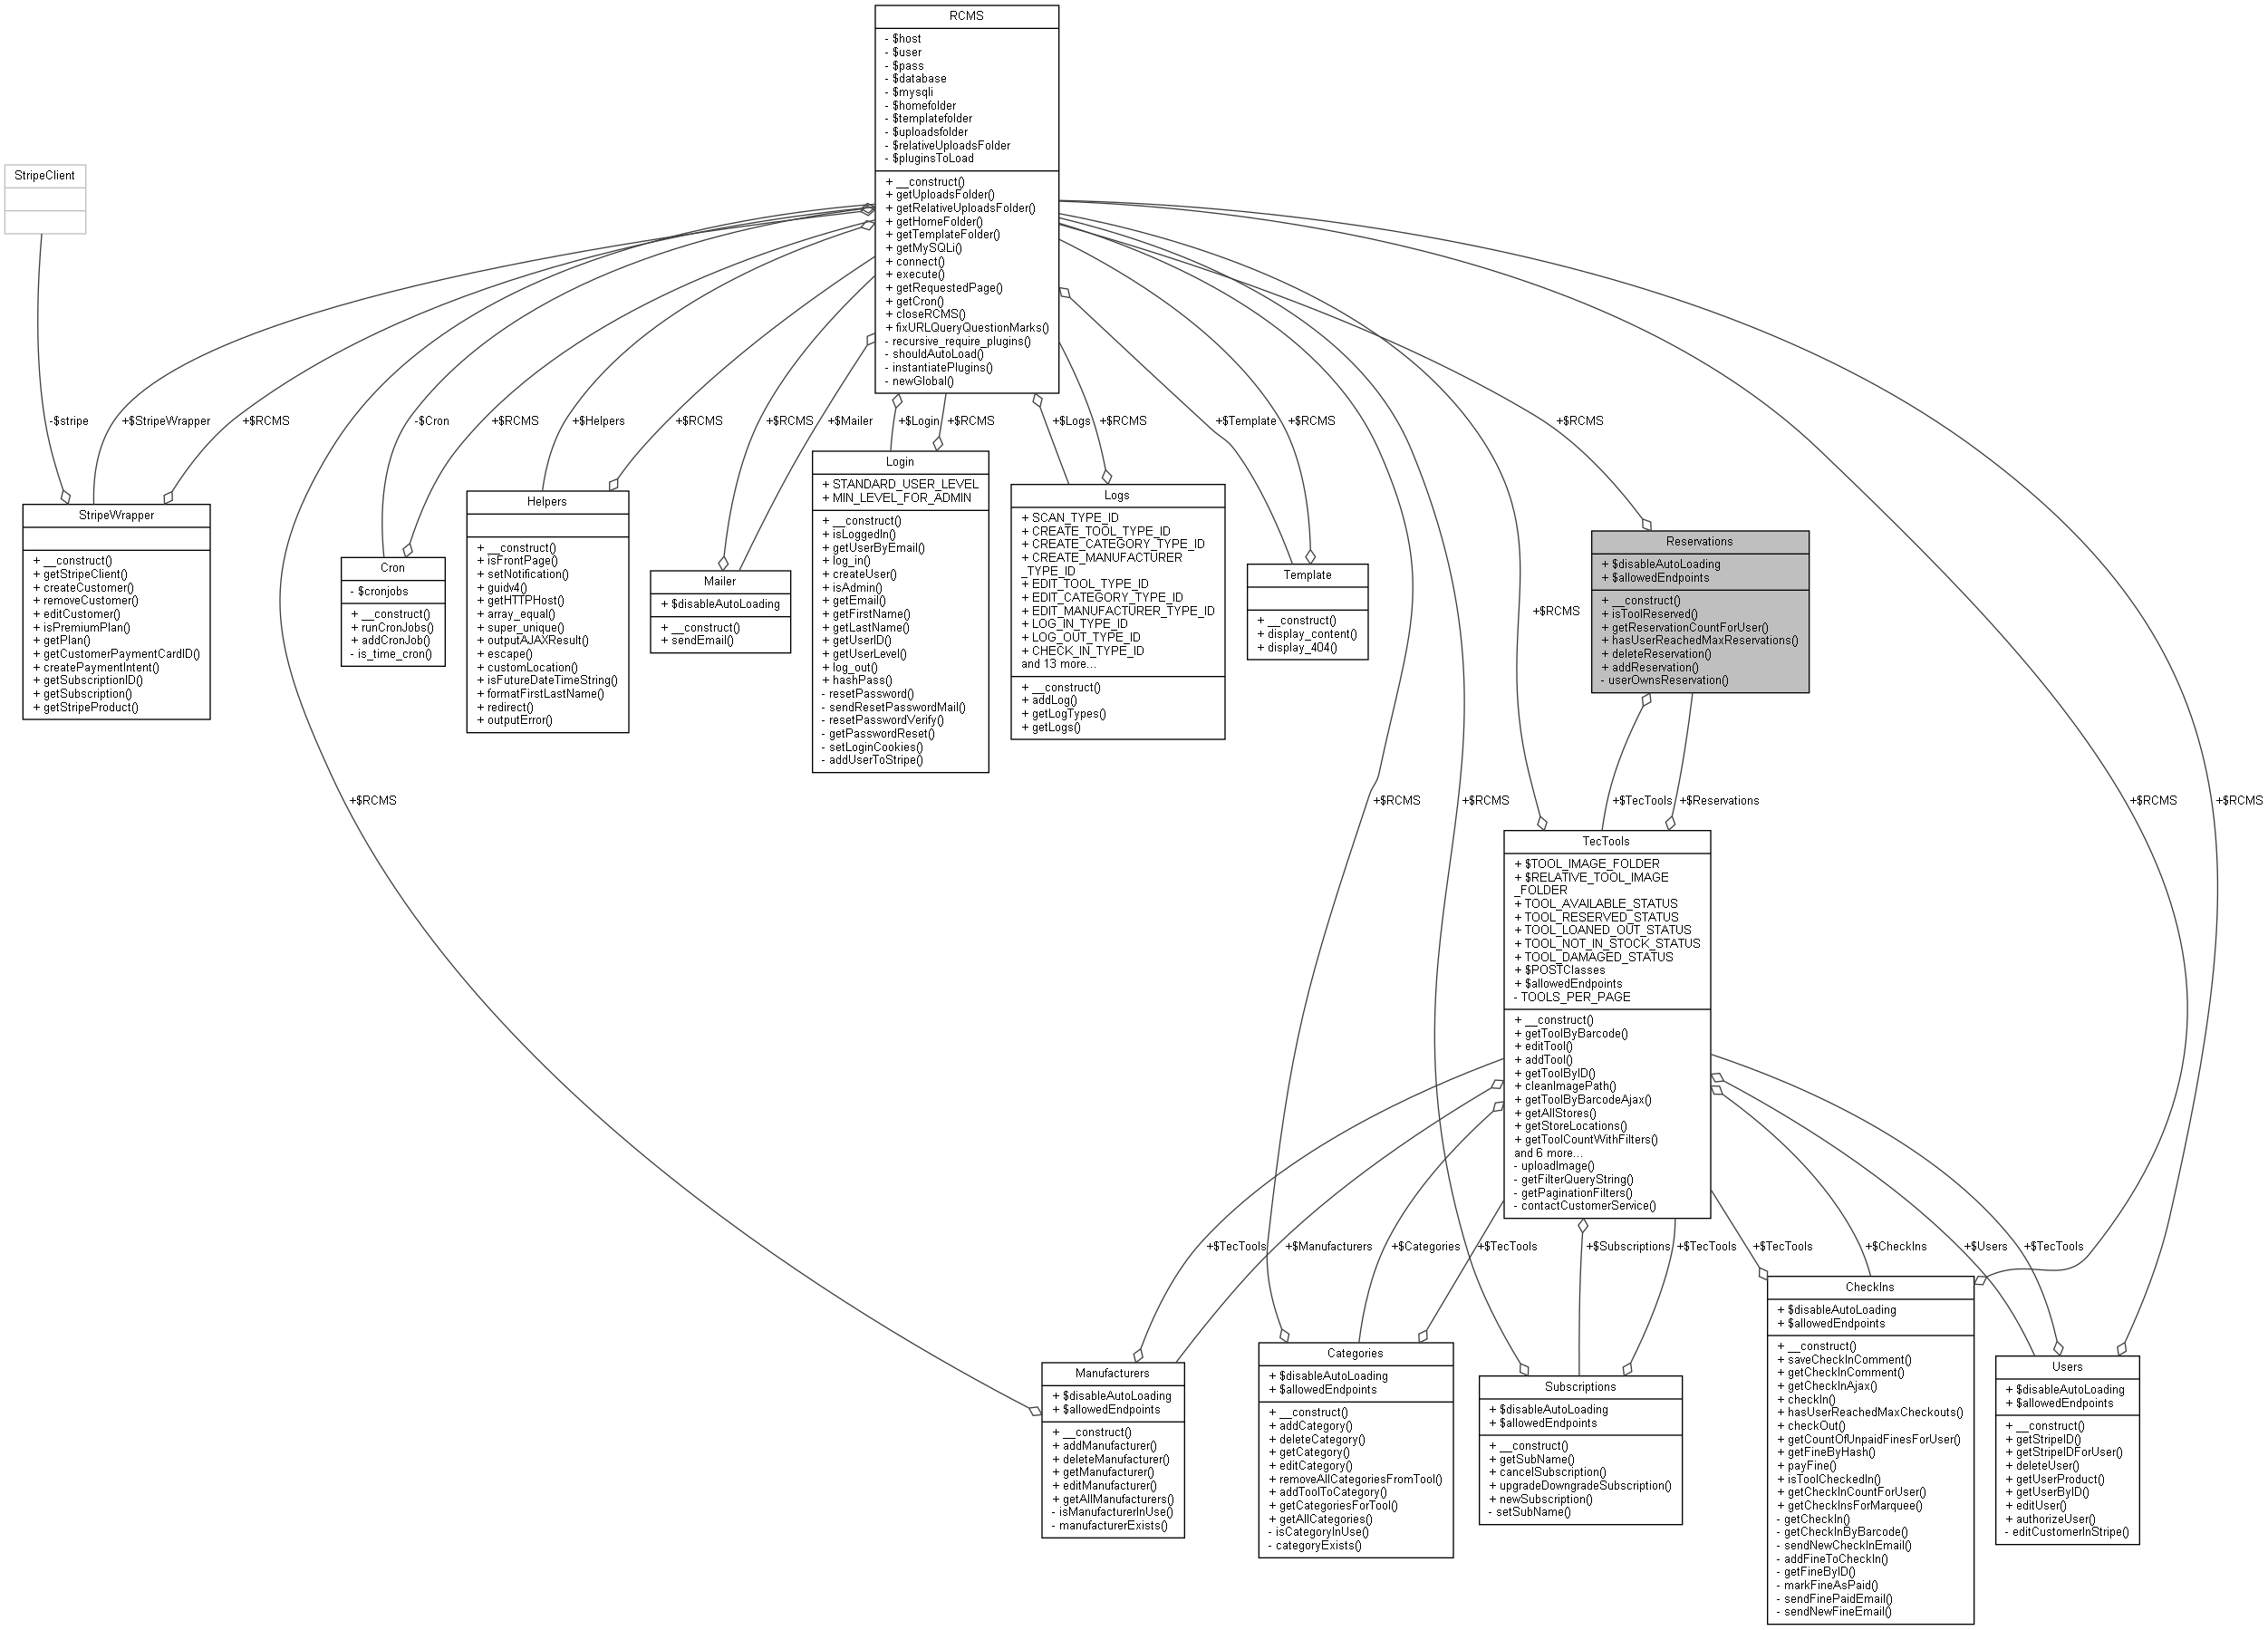 RCMS
- $host
- $user
- $pass
- $database
- $mysqli
- $homefolder
- $templatefolder
- $uploadsfolder
- $relativeUploadsFolder
- $pluginsToLoad
+ __construct()
+ getUploadsFolder()
+ getRelativeUploadsFolder()
+ getHomeFolder()
+ getTemplateFolder()
+ getMySQLi()
+ connect()
+ execute()
+ getRequestedPage()
+ getCron()
+ closeRCMS()
+ fixURLQueryQuestionMarks()
- recursive_require_plugins()
- shouldAutoLoad()
- instantiatePlugins()
- newGlobal()
StripeClient
-$stripe
+$StripeWrapper
+$RCMS
-$Cron
+$RCMS
+$Helpers
+$RCMS
+$RCMS
+$Mailer
+$Login
+$RCMS
+$Logs
+$RCMS
+$Template
+$RCMS
+$RCMS
StripeWrapper
+ __construct()
+ getStripeClient()
+ createCustomer()
+ removeCustomer()
+ editCustomer()
+ isPremiumPlan()
+ getPlan()
+ getCustomerPaymentCardID()
+ createPaymentIntent()
+ getSubscriptionID()
+ getSubscription()
+ getStripeProduct()
Cron
- $cronjobs
+ __construct()
+ runCronJobs()
+ addCronJob()
- is_time_cron()
Helpers
+ __construct()
+ isFrontPage()
+ setNotification()
+ guidv4()
+ getHTTPHost()
+ array_equal()
+ super_unique()
+ outputAJAXResult()
+ escape()
+ customLocation()
+ isFutureDateTimeString()
+ formatFirstLastName()
+ redirect()
+ outputError()
Mailer
+ $disableAutoLoading
+ __construct()
+ sendEmail()
Login
+ STANDARD_USER_LEVEL
+ MIN_LEVEL_FOR_ADMIN
+ __construct()
+ isLoggedIn()
+ getUserByEmail()
+ log_in()
+ createUser()
+ isAdmin()
+ getEmail()
+ getFirstName()
+ getLastName()
+ getUserID()
+ getUserLevel()
+ log_out()
+ hashPass()
- resetPassword()
- sendResetPasswordMail()
- resetPasswordVerify()
- getPasswordReset()
- setLoginCookies()
- addUserToStripe()
Logs
+ SCAN_TYPE_ID
+ CREATE_TOOL_TYPE_ID
+ CREATE_CATEGORY_TYPE_ID
+ CREATE_MANUFACTURER
_TYPE_ID
+ EDIT_TOOL_TYPE_ID
+ EDIT_CATEGORY_TYPE_ID
+ EDIT_MANUFACTURER_TYPE_ID
+ LOG_IN_TYPE_ID
+ LOG_OUT_TYPE_ID
+ CHECK_IN_TYPE_ID
and 13 more...
+ __construct()
+ addLog()
+ getLogTypes()
+ getLogs()
Template
+ __construct()
+ display_content()
+ display_404()
Reservations
+ $disableAutoLoading
+ $allowedEndpoints
+ __construct()
+ isToolReserved()
+ getReservationCountForUser()
+ hasUserReachedMaxReservations()
+ deleteReservation()
+ addReservation()
- userOwnsReservation()
+$RCMS
+$RCMS
+$RCMS
+$RCMS
+$TecTools
+$Reservations
+$RCMS
+$RCMS
TecTools
+ $TOOL_IMAGE_FOLDER
+ $RELATIVE_TOOL_IMAGE
_FOLDER
+ TOOL_AVAILABLE_STATUS
+ TOOL_RESERVED_STATUS
+ TOOL_LOANED_OUT_STATUS
+ TOOL_NOT_IN_STOCK_STATUS
+ TOOL_DAMAGED_STATUS
+ $POSTClasses
+ $allowedEndpoints
- TOOLS_PER_PAGE
+ __construct()
+ getToolByBarcode()
+ editTool()
+ addTool()
+ getToolByID()
+ cleanImagePath()
+ getToolByBarcodeAjax()
+ getAllStores()
+ getStoreLocations()
+ getToolCountWithFilters()
and 6 more...
- uploadImage()
- getFilterQueryString()
- getPaginationFilters()
- contactCustomerService()
+$TecTools
+$Manufacturers
+$Categories
+$TecTools
+$Subscriptions
+$TecTools
+$TecTools
+$CheckIns
+$Users
+$TecTools
Manufacturers
+ $disableAutoLoading
+ $allowedEndpoints
+ __construct()
+ addManufacturer()
+ deleteManufacturer()
+ getManufacturer()
+ editManufacturer()
+ getAllManufacturers()
- isManufacturerInUse()
- manufacturerExists()
Categories
+ $disableAutoLoading
+ $allowedEndpoints
+ __construct()
+ addCategory()
+ deleteCategory()
+ getCategory()
+ editCategory()
+ removeAllCategoriesFromTool()
+ addToolToCategory()
+ getCategoriesForTool()
+ getAllCategories()
- isCategoryInUse()
- categoryExists()
Subscriptions
+ $disableAutoLoading
+ $allowedEndpoints
+ __construct()
+ getSubName()
+ cancelSubscription()
+ upgradeDowngradeSubscription()
+ newSubscription()
- setSubName()
CheckIns
+ $disableAutoLoading
+ $allowedEndpoints
+ __construct()
+ saveCheckInComment()
+ getCheckInComment()
+ getCheckInAjax()
+ checkIn()
+ hasUserReachedMaxCheckouts()
+ checkOut()
+ getCountOfUnpaidFinesForUser()
+ getFineByHash()
+ payFine()
+ isToolCheckedIn()
+ getCheckInCountForUser()
+ getCheckInsForMarquee()
- getCheckIn()
- getCheckInByBarcode()
- sendNewCheckInEmail()
- addFineToCheckIn()
- getFineByID()
- markFineAsPaid()
- sendFinePaidEmail()
- sendNewFineEmail()
Users
+ $disableAutoLoading
+ $allowedEndpoints
+ __construct()
+ getStripeID()
+ getStripeIDForUser()
+ deleteUser()
+ getUserProduct()
+ getUserByID()
+ editUser()
+ authorizeUser()
- editCustomerInStripe()